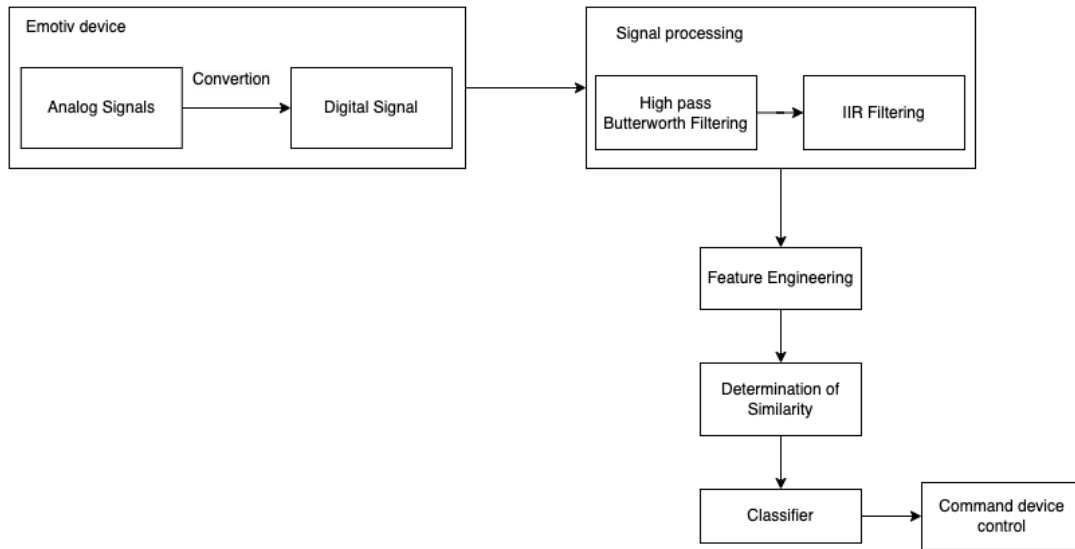 Emotiv device
Convertion
Analog Signals
Digital Signal
Signal processing
High pass
Butterworth Filtering
IIR Filtering
Feature Engineering
Determination of
Similarity
Classifier
Command device
control